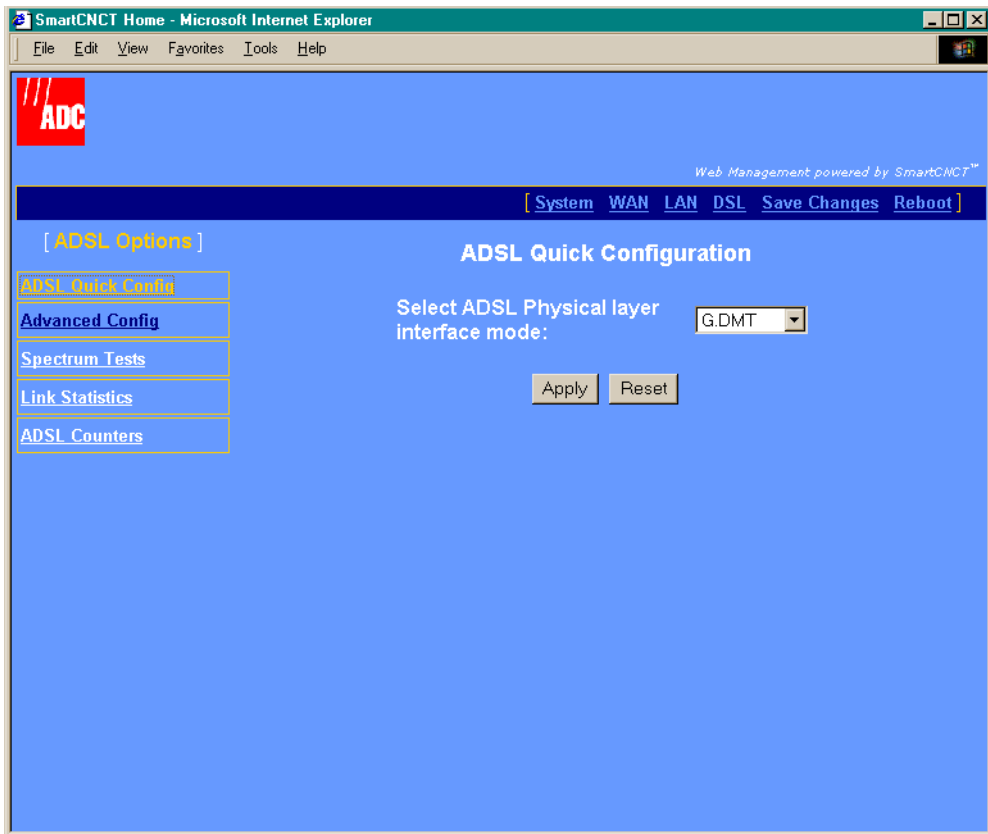 SmartCNCT Home - Microsoft Internet Explorer
File Edit View Favorites Tools Help
ADC
Web Management powered by SmartCNCT™
[ System WAN LAN DSL Save Changes Reboot ]
[ ADSL Options ]
ADSL Quick Config
Advanced Config
Spectrum Tests
Link Statistics
ADSL Counters
ADSL Quick Configuration
Select ADSL Physical layer
interface mode:
G.DMT
Apply Reset